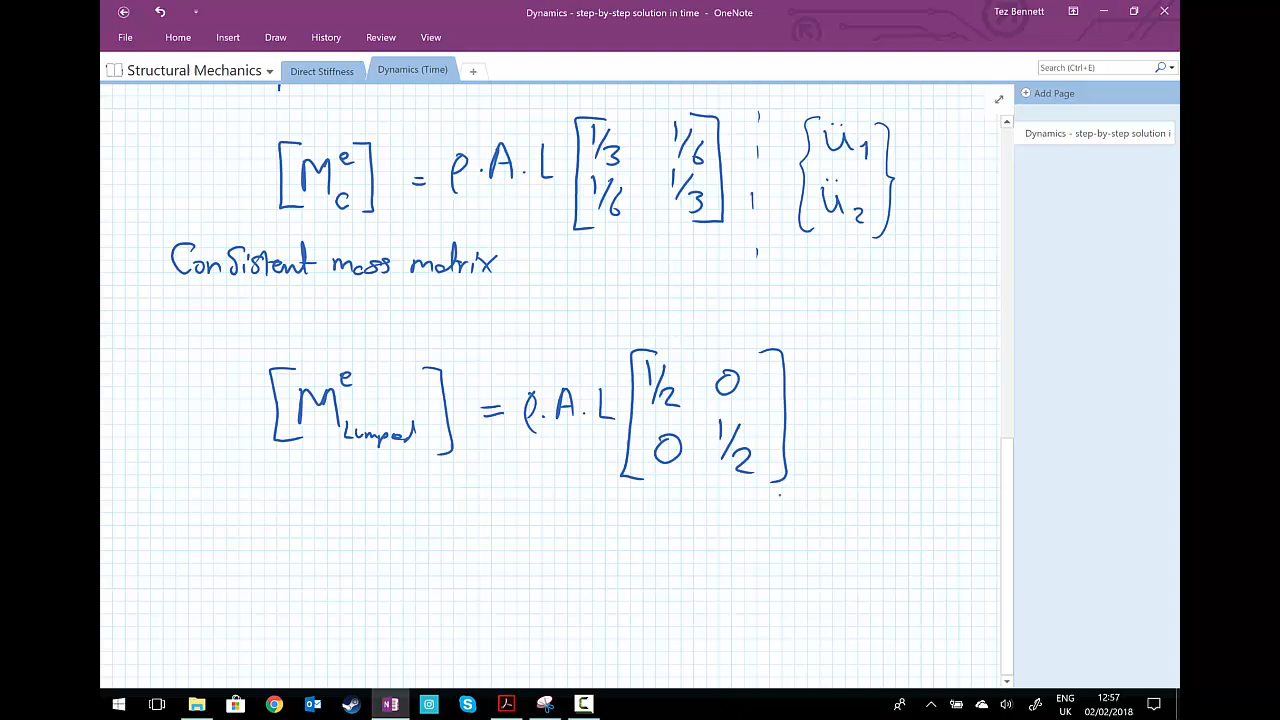 Dynamics - step-by-step solution in time - OneNote
Tez Bennett
File Home Insert Draw History Review View
Structural Mechanics
Direct Stiffness
Dynamics (Time)
Search (Ctrl+E)
Add Page
Dynamics - step-by-step solution i
[M^e_c] = ρ.A.L [1/3 1/6
1/6 1/3] {ü1
ü2}
Consistent mass matrix
[M^e_Lumped] = ρ.A.L [1/2 0
0 1/2]
ENG
UK
12:57
02/02/2018